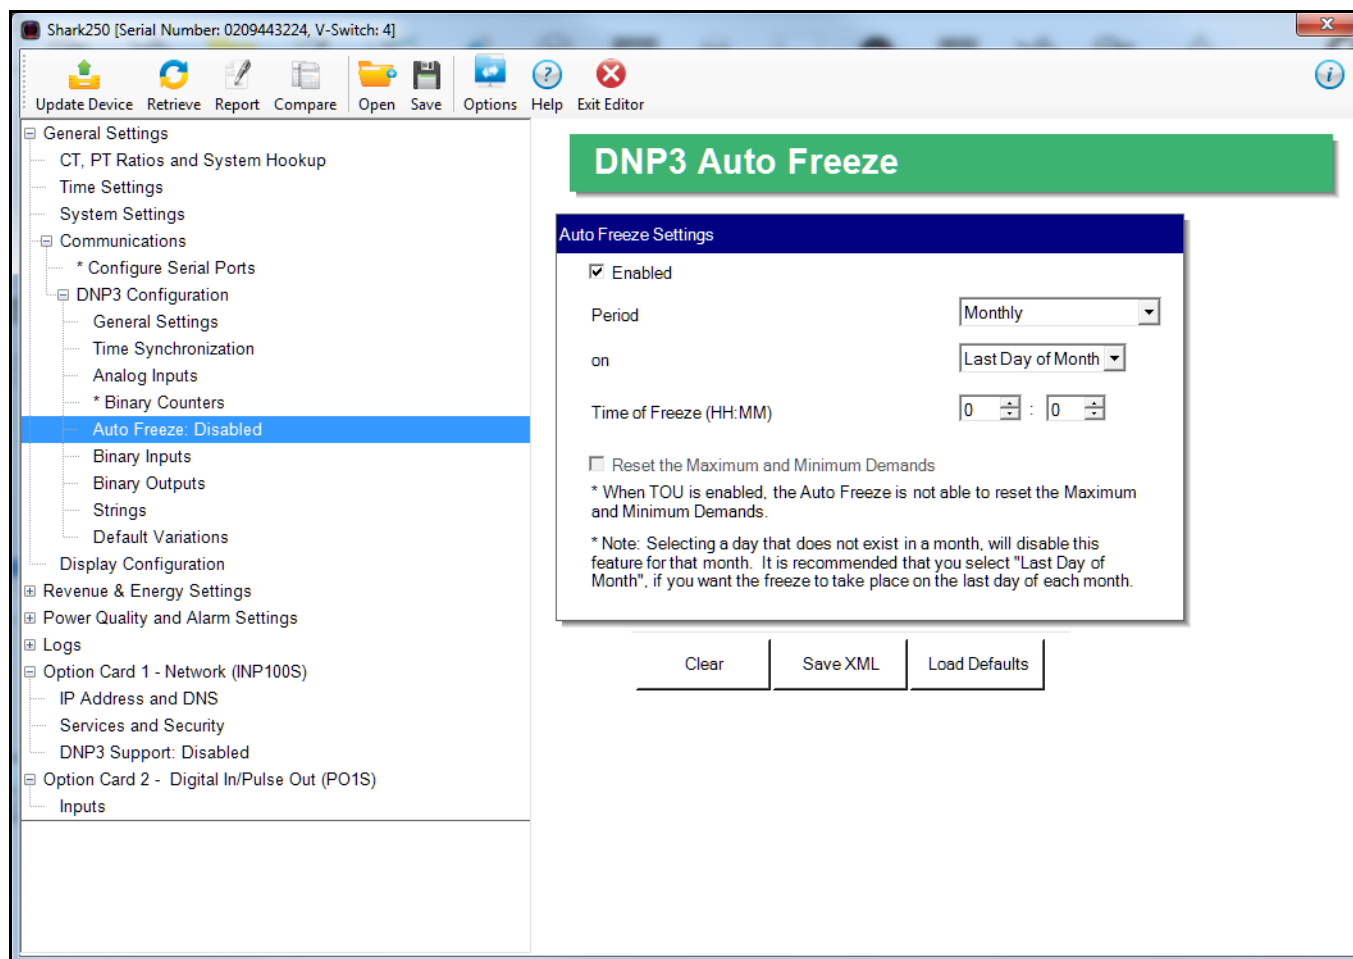 Shark250 [Serial Number: 0209443224, V-Switch: 4]
Update Device Retrieve Report Compare Open Save Options Help Exit Editor
General Settings
CT, PT Ratios and System Hookup
Time Settings
System Settings
Communications
* Configure Serial Ports
DNP3 Configuration
General Settings
Time Synchronization
Analog Inputs
* Binary Counters
Auto Freeze: Disabled
Binary Inputs
Binary Outputs
Strings
Default Variations
Display Configuration
Revenue & Energy Settings
Power Quality and Alarm Settings
Logs
Option Card 1 - Network (INP100S)
IP Address and DNS
Services and Security
DNP3 Support: Disabled
Option Card 2 - Digital In/Pulse Out (PO1S)
Inputs
DNP3 Auto Freeze
Auto Freeze Settings
Enabled
Period Monthly
on Last Day of Month
Time of Freeze (HH:MM) 0 : 0
Reset the Maximum and Minimum Demands
* When TOU is enabled, the Auto Freeze is not able to reset the Maximum
and Minimum Demands.
* Note: Selecting a day that does not exist in a month, will disable this
feature for that month. It is recommended that you select "Last Day of
Month", if you want the freeze to take place on the last day of each month.
Clear Save XML Load Defaults